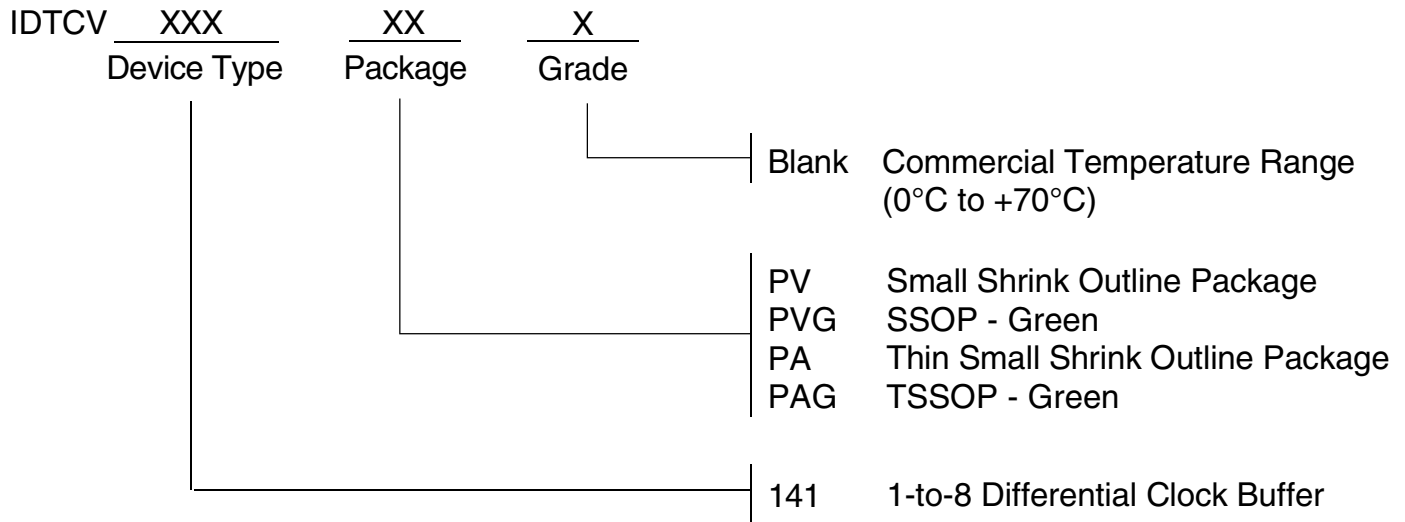 IDTCV XXX XX X
Device Type Package Grade
Blank Commercial Temperature Range
(0°C to +70°C)
PV Small Shrink Outline Package
PVG SSOP - Green
PA Thin Small Shrink Outline Package
PAG TSSOP - Green
141 1-to-8 Differential Clock Buffer